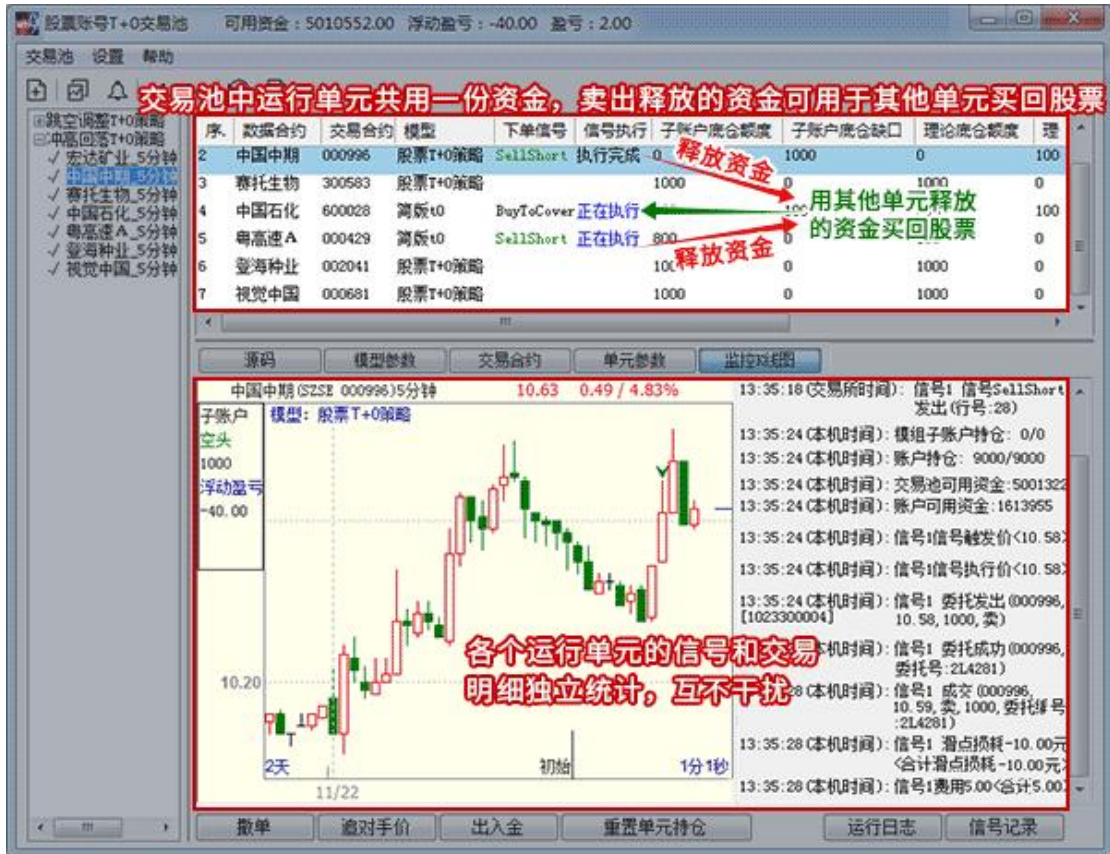 股票账号T+0交易池 可用资金：5010552.00 浮动盈亏：-40.00 盈亏：2.00
交易池 设置 帮助
交易池中运行单元共用一份资金，卖出释放的资金可用于其他单元买回股票
跳空调整T+0策略
冲高回落T+0策略
宏达矿业_5分钟
中国中期_5分钟
赛托生物_5分钟
中国石化_5分钟
粤高速A_5分钟
登海种业_5分钟
视觉中国_5分钟
序. 数据合约 交易合约 模型 下单信号 信号执行 子账户底仓额度 子账户底仓缺口 理论底仓额度 理
2 中国中期 000996 股票T+0策略 SellShort 执行完成 0 1000 0 100
3 赛托生物 300583 股票T+0策略 1000 0 1000 0
4 中国石化 600028 简版t0 BuyToCover 正在执行 100
5 粤高速A 000429 简版t0 SellShort 正在执行 800 0
6 登海种业 002041 股票T+0策略 0 1000 0
7 视觉中国 000681 股票T+0策略 1000 0 1000 0
释放资金
用其他单元释放
的资金买回股票
释放资金
源码 模型参数 交易合约 单元参数 监控K线图
中国中期(SZSE 000996)5分钟 10.63 0.49 / 4.83%
子账户
空头
1000
浮动盈亏
-40.00
模型：股票T+0策略
10.20
2天 初始 1分1秒
11/22
各个运行单元的信号和交易
明细独立统计，互不干扰
13:35:18(交易所时间)：信号1 信号SellShort
发出(行号:28)
13:35:24(本机时间)：模组子账户持仓：0/0
13:35:24(本机时间)：账户持仓：9000/9000
13:35:24(本机时间)：交易池可用资金:5001322
13:35:24(本机时间)：账户可用资金:1613955
13:35:24(本机时间)：信号1信号触发价<10.58>
13:35:24(本机时间)：信号1信号执行价<10.58>
13:35:24(本机时间)：信号1 委托发出(000996,
[1023300004] 10.58,1000,卖)
(本机时间)：信号1 委托成功(000996,
委托号:2L4281)
28(本机时间)：信号1 成交(000996,
10.59,卖,1000,委托号
:2L4281)
13:35:28(本机时间)：信号1 滑点损耗-10.00元
<合计滑点损耗-10.00元>
13:35:28(本机时间)：信号1费用5.00<合计5.00>
撤单 追对手价 出入金 重置单元持仓 运行日志 信号记录